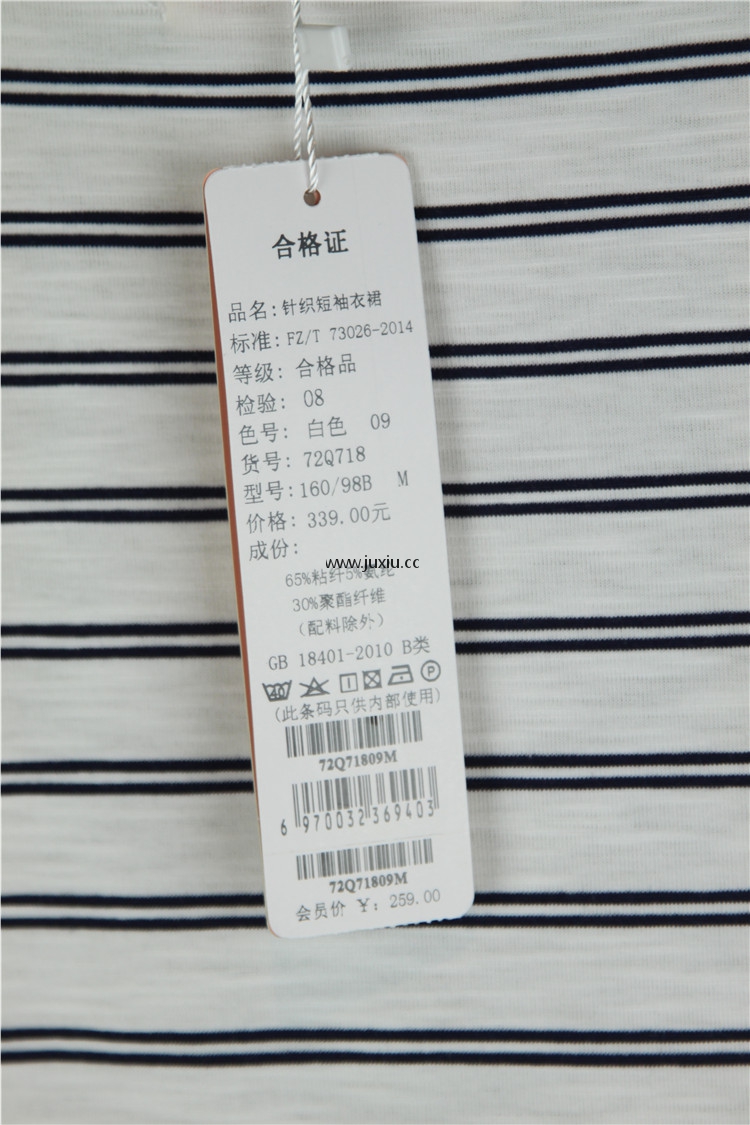 合格证
品名:针织短袖衣裙
标准:FZ/T 73026-2014
等级: 合格品
检验: 08
色号: 白色 09
货号: 72Q718
型号:160/98B M
价格: 339.00元
成份:
www.juxiu.cc
65%粘纤5%氨纶
30%聚酯纤维
（配料除外）
GB 18401-2010 B类
(此条码只供内部使用)
72Q71809M
6 970032 369403
72Q71809M
会员价 ¥: 259.00